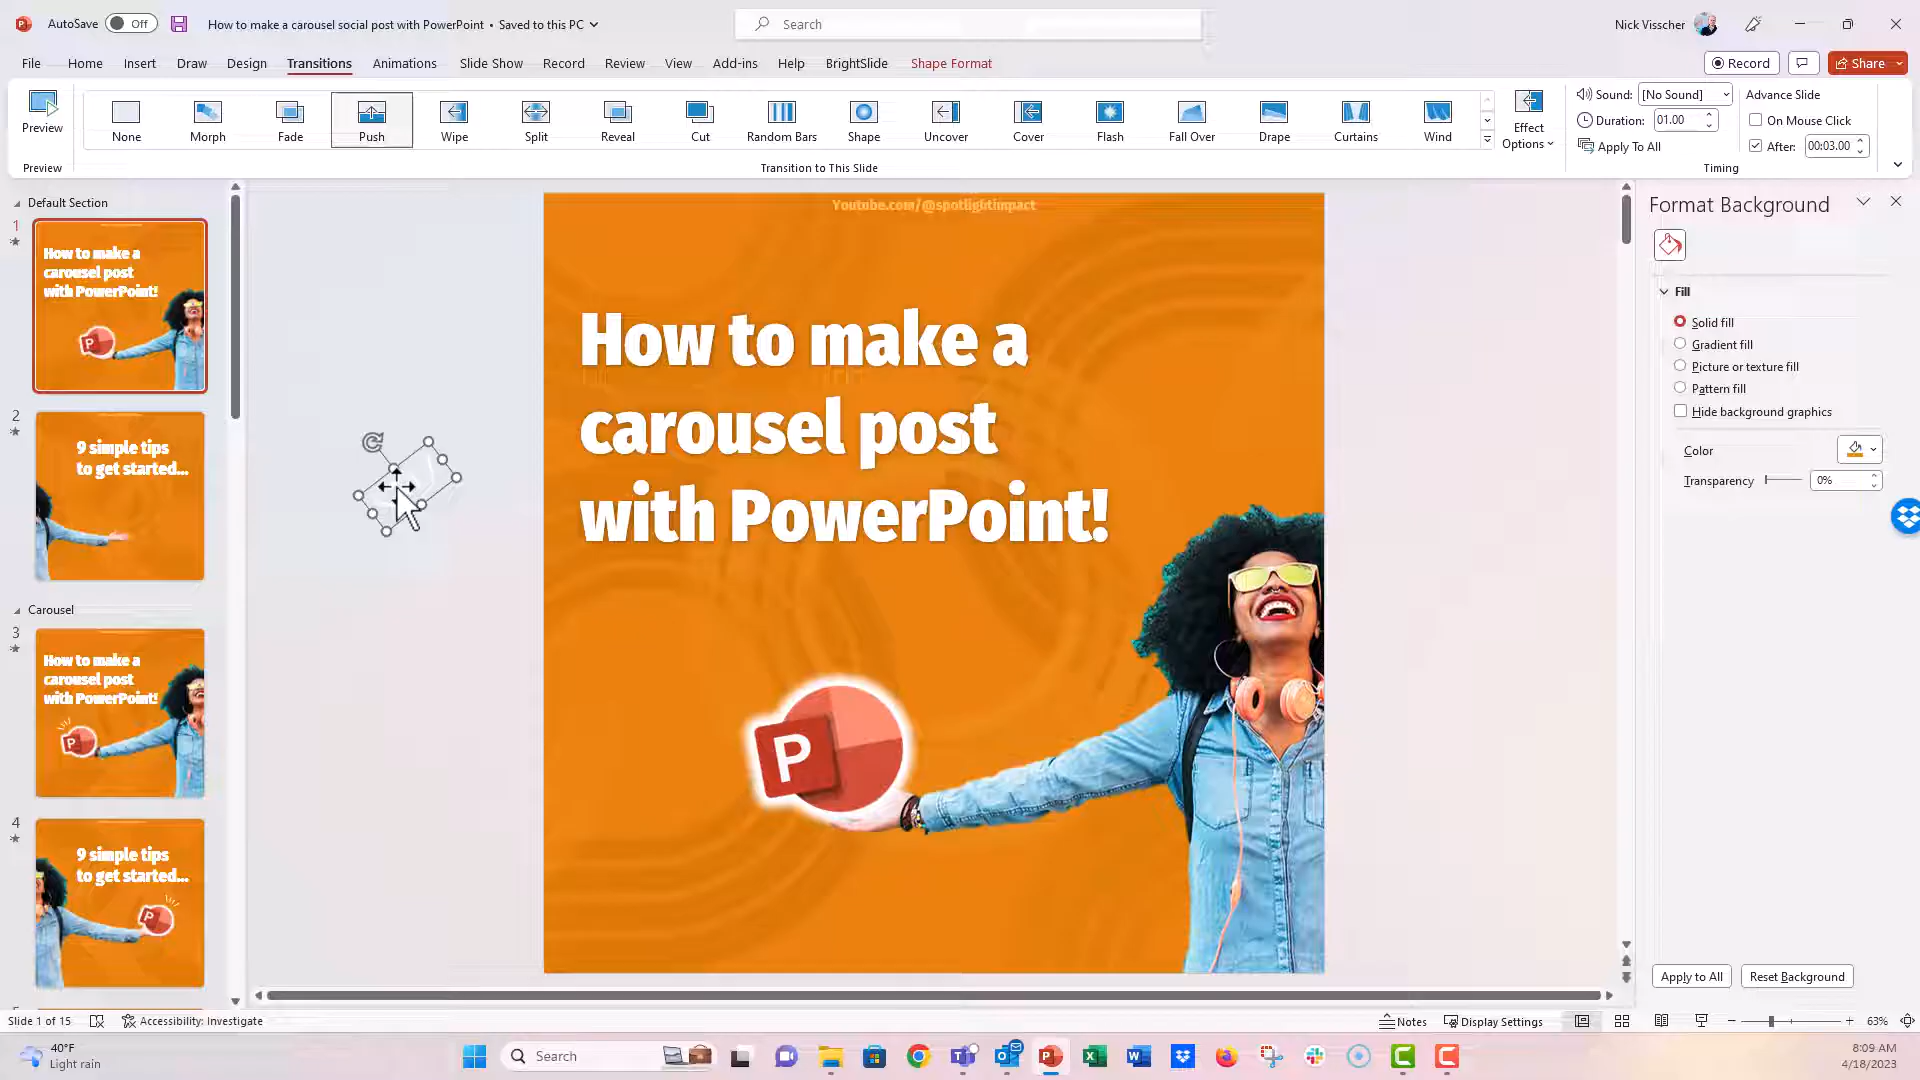 AutoSave Off How to make a carousel social post with PowerPoint • Saved to this PC Search Nick Visscher
File Home Insert Draw Design Transitions Animations Slide Show Record Review View Add-ins Help BrightSlide Shape Format Record Share
Preview None Morph Fade Push Wipe Split Reveal Cut Random Bars Shape Uncover Cover Flash Fall Over Drape Curtains Wind Effect Options
Sound: [No Sound] Advance Slide
Duration: 01.00 On Mouse Click
Apply To All After: 00:03.00
Preview Transition to This Slide Timing
Default Section
1
How to make a
carousel post
with PowerPoint!
2
9 simple tips
to get started...
Carousel
3
How to make a
carousel post
with PowerPoint!
4
9 simple tips
to get started...
Youtube.com/@spotlightimpact
How to make a
carousel post
with PowerPoint!
P
Format Background
Fill
Solid fill
Gradient fill
Picture or texture fill
Pattern fill
Hide background graphics
Color
Transparency 0%
Apply to All Reset Background
Slide 1 of 15 Accessibility: Investigate Notes Display Settings 63%
40°F
Light rain
Search
8:09 AM
4/18/2023